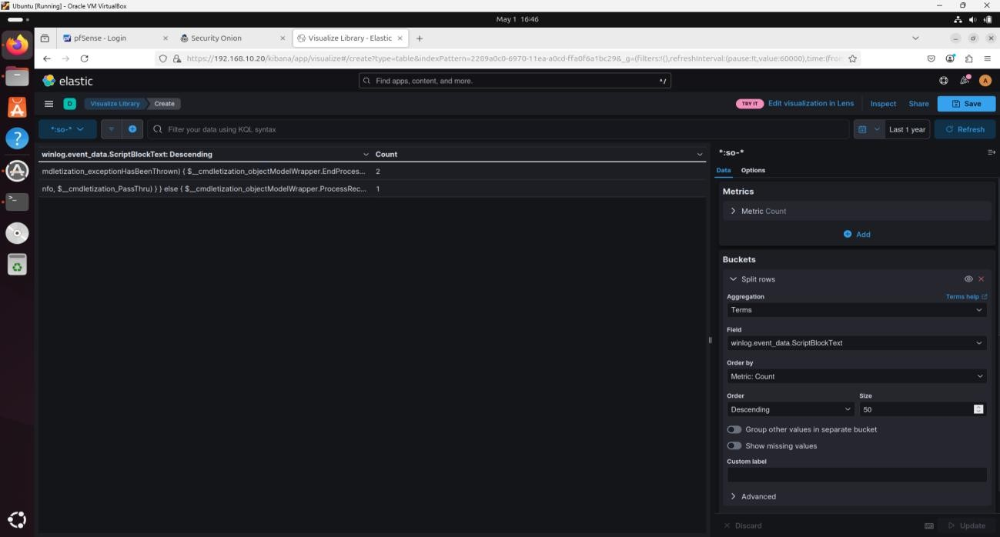 Ubuntu [Running] - Oracle VM VirtualBox
May 1 16:46
pfSense - Login
Security Onion
Visualize Library - Elastic
https://192.168.10.20/kibana/app/visualize#/create?type=table&indexPattern=2289a0c0-6970-11ea-a0cd-ffa0f6a1bc29&_g=(filters:!(),refreshInterval:(pause:!t,value:60000),time:(from
elastic
Find apps, content, and more.
^/
A
D
Visualize Library
Create
TRY IT
Edit visualization in Lens
Inspect
Share
Save
*:so-*
Filter your data using KQL syntax
Last 1 year
Refresh
winlog.event_data.ScriptBlockText: Descending
Count
mdletization_exceptionHasBeenThrown) { $__cmdletization_objectModelWrapper.EndProces...
2
nfo, $__cmdletization_PassThru) } } else { $__cmdletization_objectModelWrapper.ProcessRec...
1
*:so-*
Data
Options
Metrics
Metric Count
Add
Buckets
Split rows
Aggregation
Terms help
Terms
Field
winlog.event_data.ScriptBlockText
Order by
Metric: Count
Order
Size
Descending
50
Group other values in separate bucket
Show missing values
Custom label
Advanced
Discard
Update